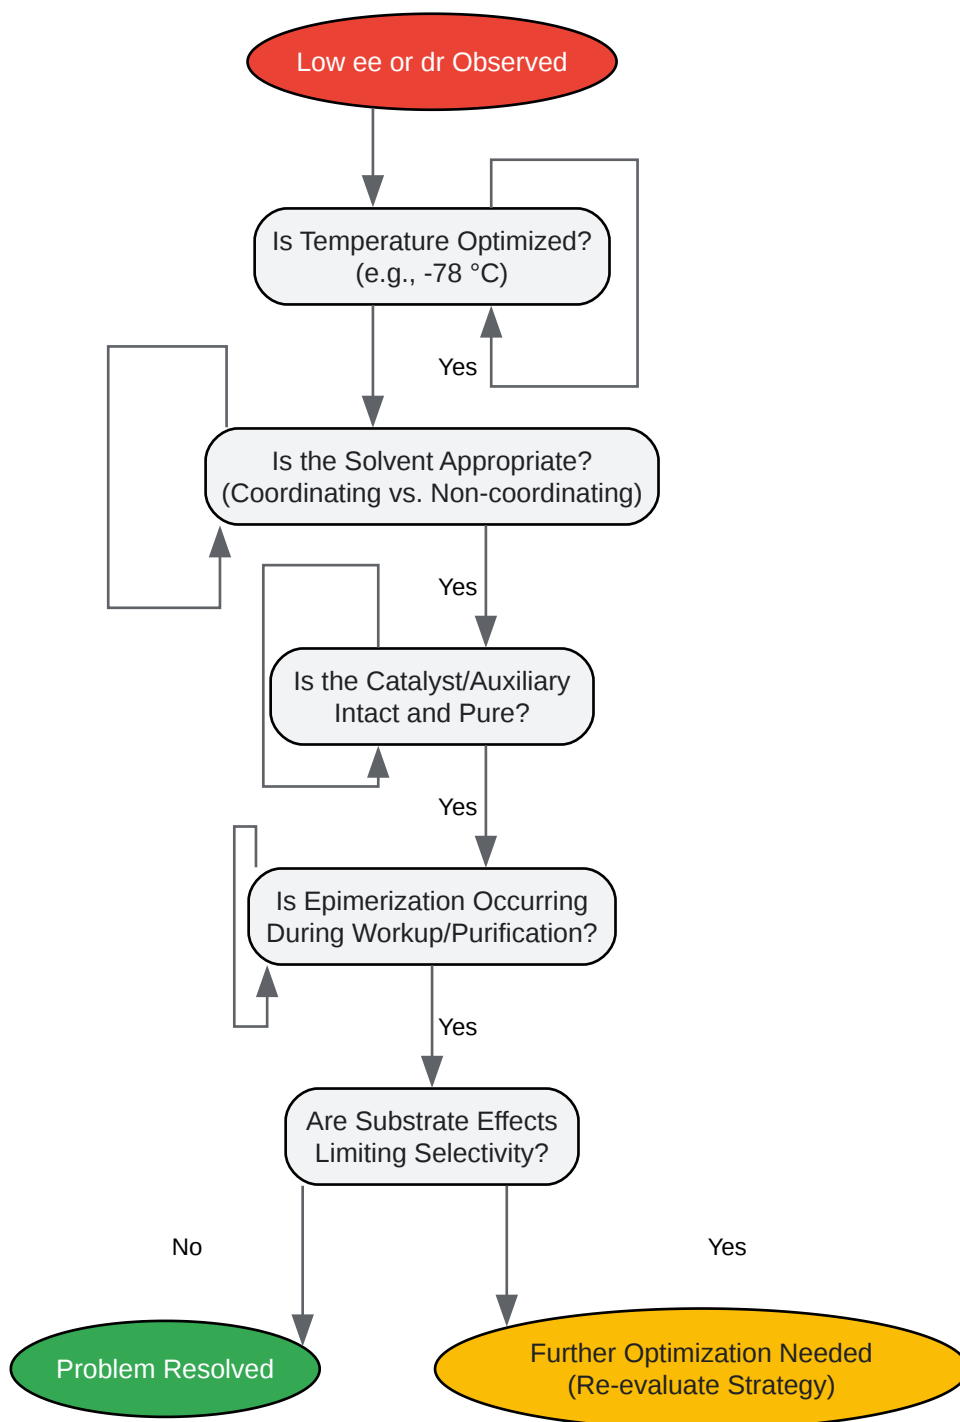 Low ee or dr Observed
Is Temperature Optimized?
(e.g., -78 °C)
Yes
Is the Solvent Appropriate?
(Coordinating vs. Non-coordinating)
Yes
Is the Catalyst/Auxiliary
Intact and Pure?
Yes
Is Epimerization Occurring
During Workup/Purification?
Yes
Are Substrate Effects
Limiting Selectivity?
No
Yes
Problem Resolved
Further Optimization Needed
(Re-evaluate Strategy)